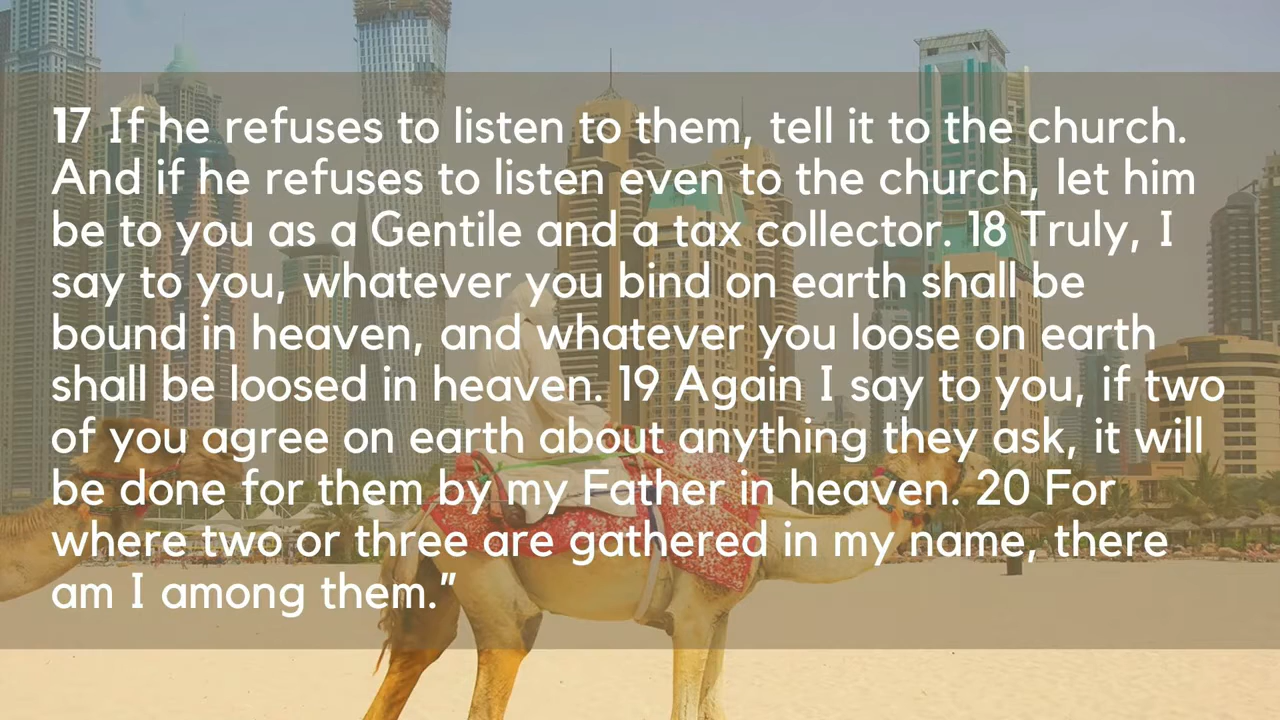 17 If he refuses to listen to them, tell it to the church.
And if he refuses to listen even to the church, let him
be to you as a Gentile and a tax collector. 18 Truly, I
say to you, whatever you bind on earth shall be
bound in heaven, and whatever you loose on earth
shall be loosed in heaven. 19 Again I say to you, if two
of you agree on earth about anything they ask, it will
be done for them by my Father in heaven. 20 For
where two or three are gathered in my name, there
am I among them.”